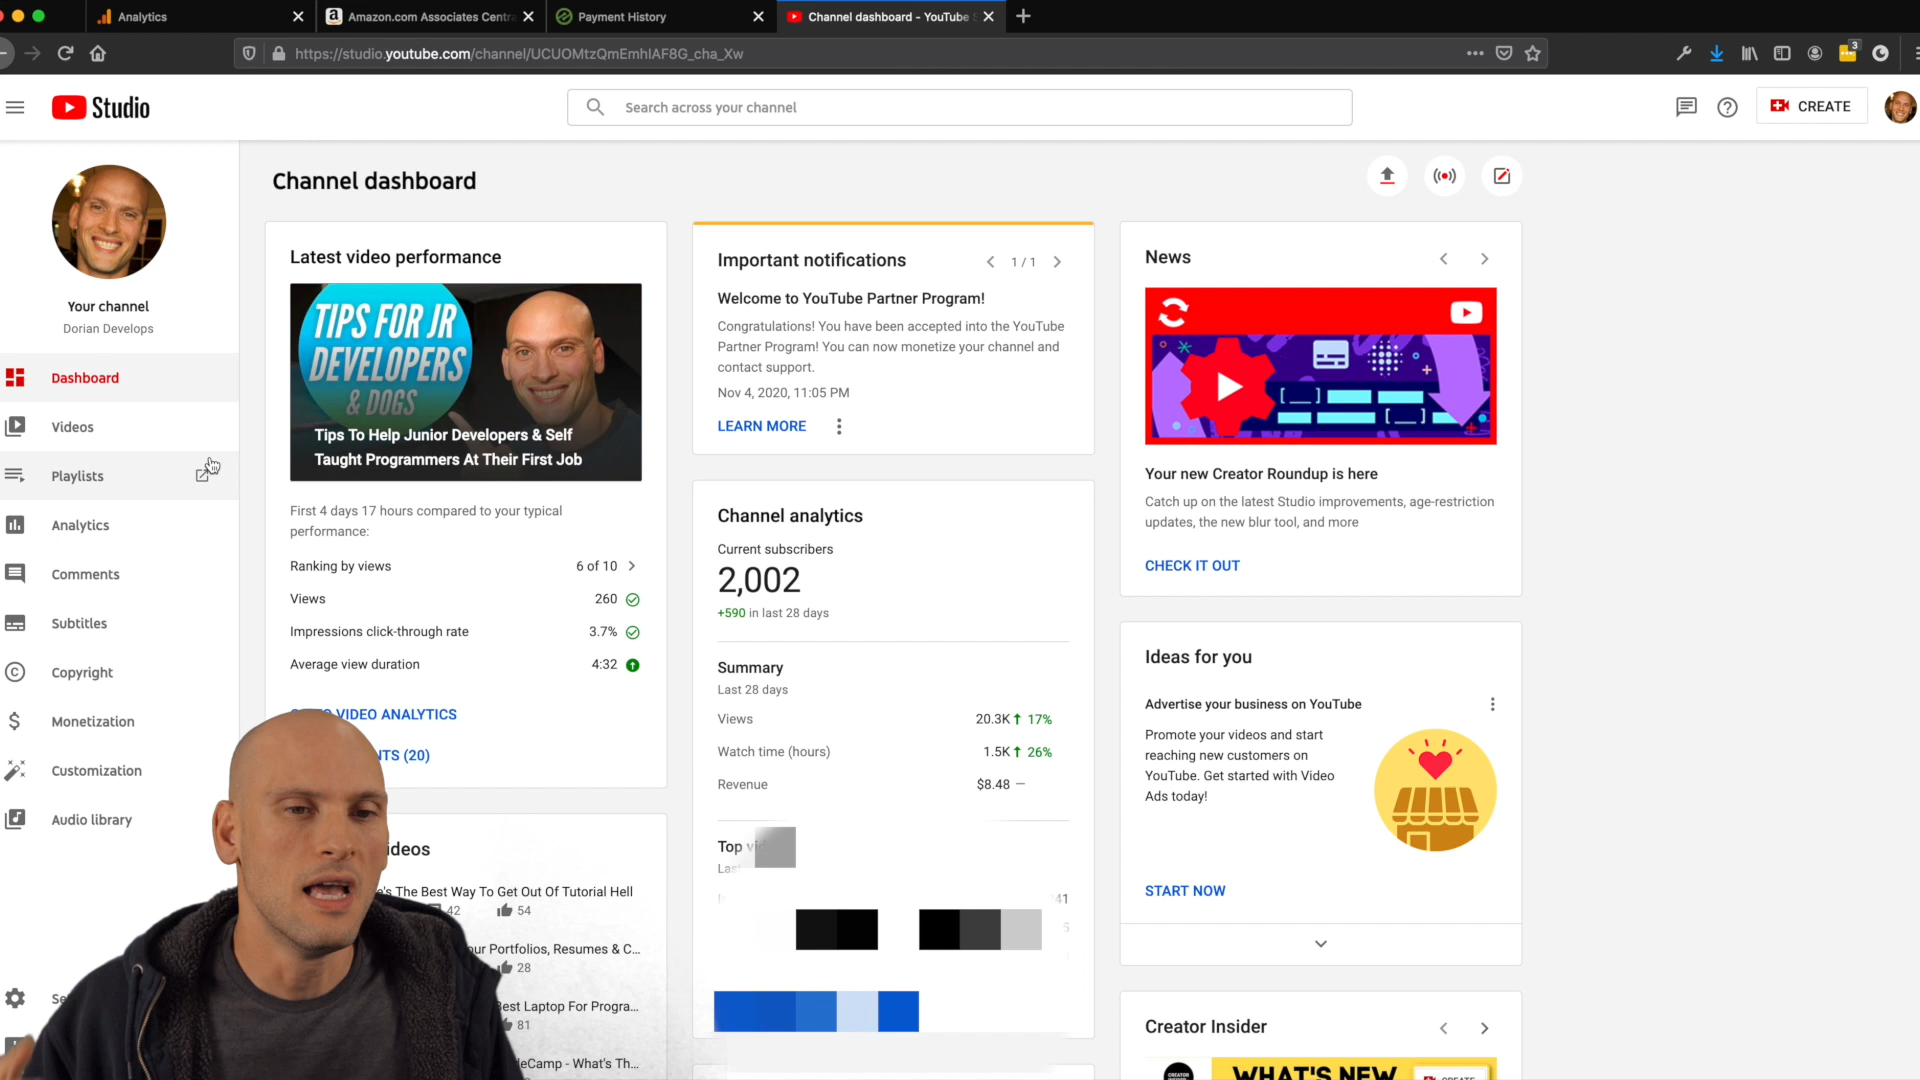 Analytics
Amazon.com Associates Centra
Payment History
Channel dashboard - YouTube S
https://studio.youtube.com/channel/UCUOMtzQmEmhIAF8G_cha_Xw
3
Studio
Search across your channel
CREATE
Your channel
Dorian Develops
Dashboard
Videos
Playlists
Analytics
Comments
Subtitles
Copyright
Monetization
Customization
Audio library
Channel dashboard
Latest video performance
TIPS FOR JR
DEVELOPERS
& DOGS
Tips To Help Junior Developers & Self
Taught Programmers At Their First Job
First 4 days 17 hours compared to your typical
performance:
Ranking by views 6 of 10
Views 260
Impressions click-through rate 3.7%
Average view duration 4:32
VIDEO ANALYTICS
NTS (20)
ideos
e's The Best Way To Get Out Of Tutorial Hell
42 54
our Portfolios, Resumes & C...
28
Best Laptop For Progra...
81
eCamp - What's Th...
Important notifications
1 / 1
Welcome to YouTube Partner Program!
Congratulations! You have been accepted into the YouTube
Partner Program! You can now monetize your channel and
contact support.
Nov 4, 2020, 11:05 PM
LEARN MORE
Channel analytics
Current subscribers
2,002
+590 in last 28 days
Summary
Last 28 days
Views 20.3K 17%
Watch time (hours) 1.5K 26%
Revenue $8.48 —
Top vi
Las
41
News
Your new Creator Roundup is here
Catch up on the latest Studio improvements, age-restriction
updates, the new blur tool, and more
CHECK IT OUT
Ideas for you
Advertise your business on YouTube
Promote your videos and start
reaching new customers on
YouTube. Get started with Video
Ads today!
START NOW
Creator Insider
CREATOR
INSIDER
WHAT'S NEW
CREATE